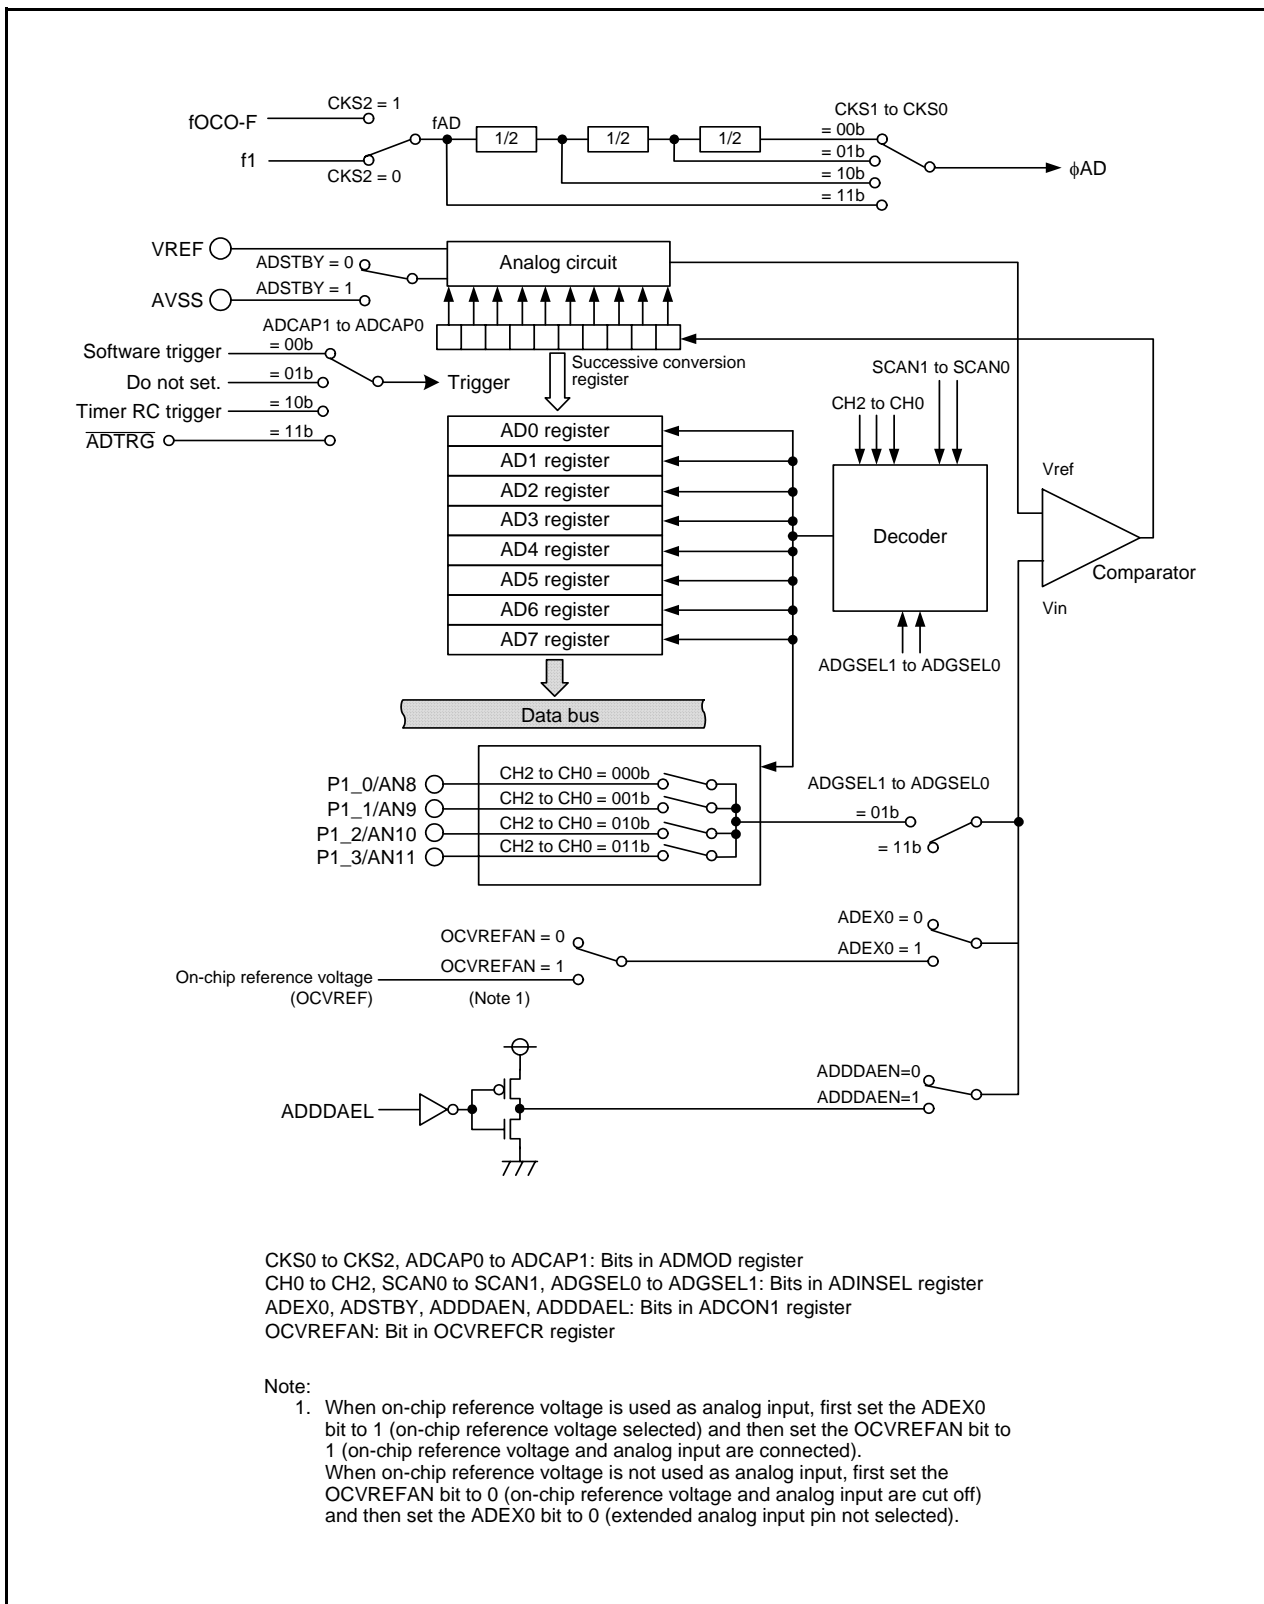 CKS2 = 1
fOCO-F
fAD
CKS1 to CKS0
1/2
1/2
1/2
= 00b
f1
= 01b
ϕAD
CKS2 = 0
= 10b
= 11b
VREF
Analog circuit
ADSTBY = 0
ADSTBY = 1
AVSS
ADCAP1 to ADCAP0
Software trigger
= 00b
Do not set.
= 01b
Trigger
Timer RC trigger
= 10b
ADTRG
= 11b
Successive conversion
register
SCAN1 to SCAN0
CH2 to CH0
AD0 register
AD1 register
AD2 register
AD3 register
AD4 register
AD5 register
AD6 register
AD7 register
Decoder
Vref
Comparator
Vin
ADGSEL1 to ADGSEL0
Data bus
P1_0/AN8
CH2 to CH0 = 000b
P1_1/AN9
CH2 to CH0 = 001b
P1_2/AN10
CH2 to CH0 = 010b
P1_3/AN11
CH2 to CH0 = 011b
ADGSEL1 to ADGSEL0
= 01b
= 11b
OCVREFAN = 0
ADEX0 = 0
OCVREFAN = 1
ADEX0 = 1
On-chip reference voltage
(OCVREF)
(Note 1)
ADDDAEN=0
ADDDAEN=1
ADDDAEL
CKS0 to CKS2, ADCAP0 to ADCAP1: Bits in ADMOD register
CH0 to CH2, SCAN0 to SCAN1, ADGSEL0 to ADGSEL1: Bits in ADINSEL register
ADEX0, ADSTBY, ADDDAEN, ADDDAEL: Bits in ADCON1 register
OCVREFAN: Bit in OCVREFCR register
Note:
1. When on-chip reference voltage is used as analog input, first set the ADEX0
bit to 1 (on-chip reference voltage selected) and then set the OCVREFAN bit to
1 (on-chip reference voltage and analog input are connected).
When on-chip reference voltage is not used as analog input, first set the
OCVREFAN bit to 0 (on-chip reference voltage and analog input are cut off)
and then set the ADEX0 bit to 0 (extended analog input pin not selected).